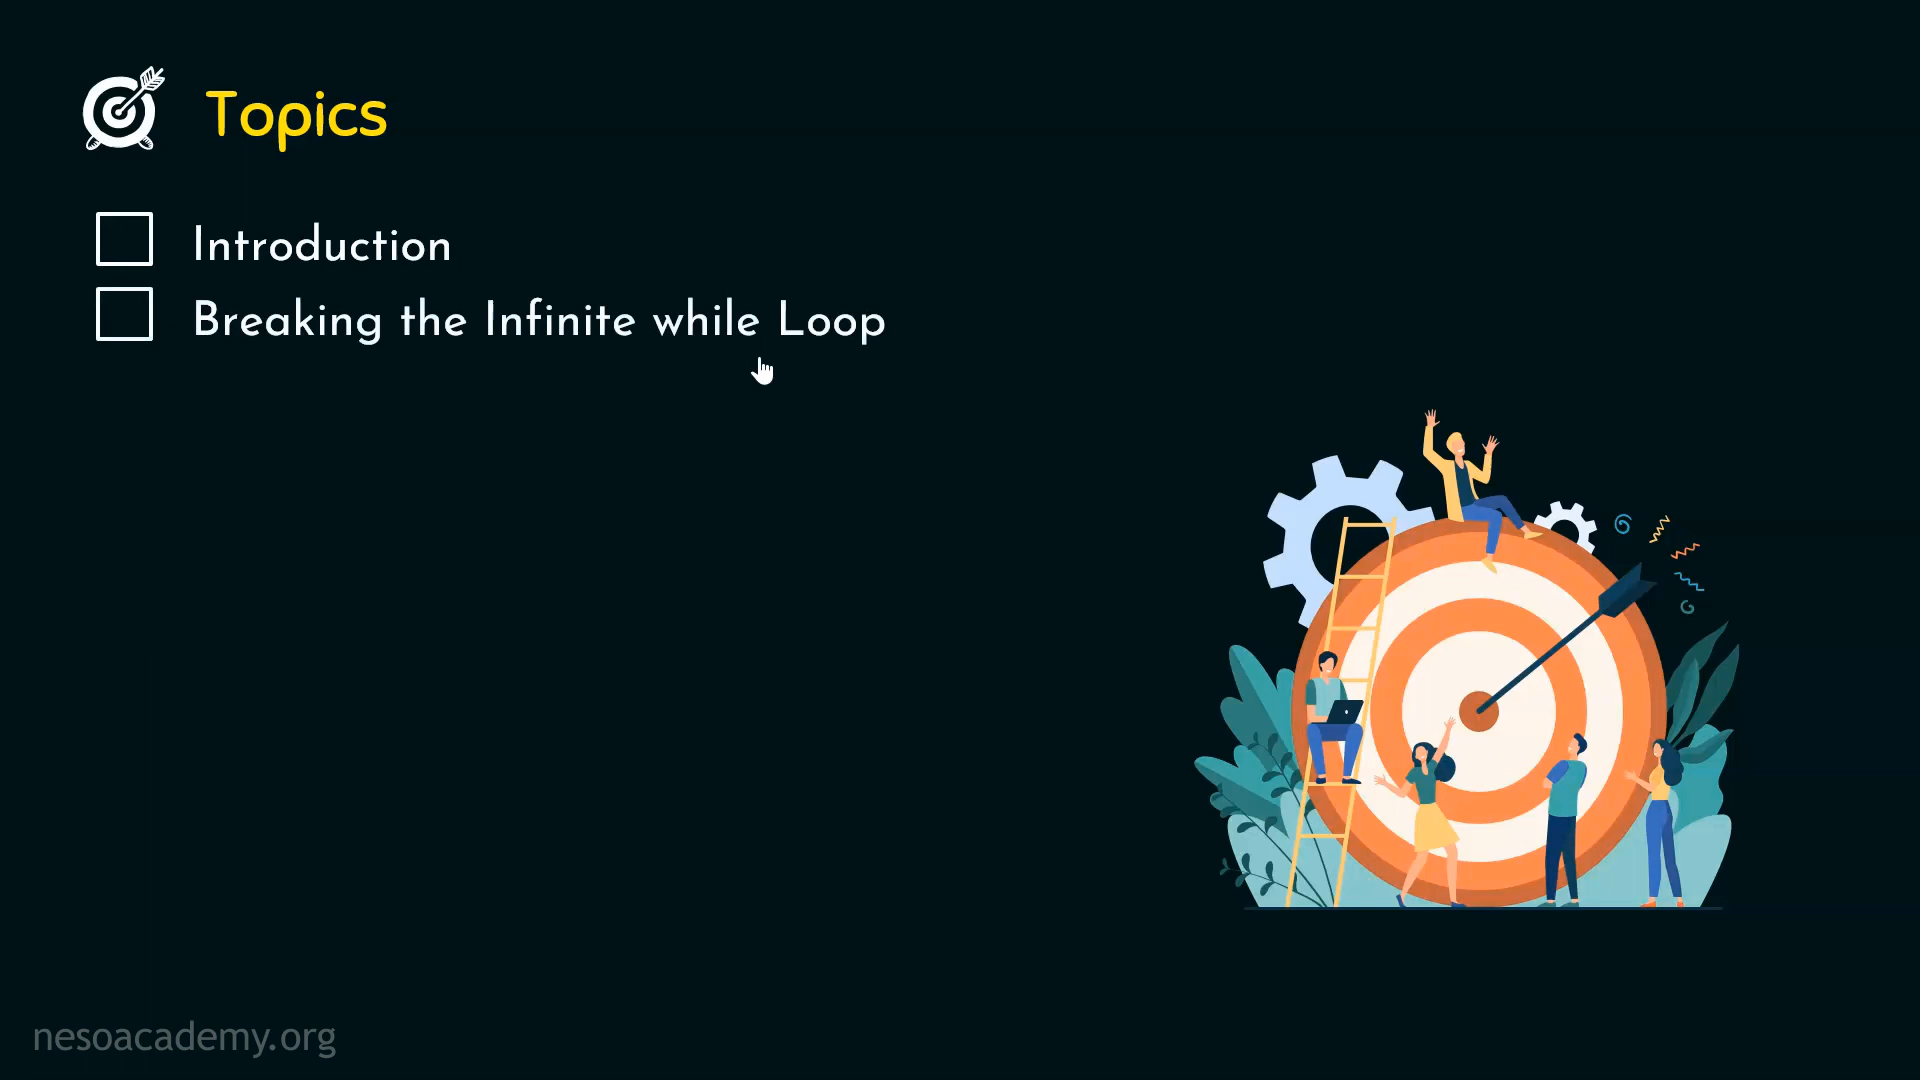 Topics
Introduction
Breaking the Infinite while Loop
nesoacademy.org